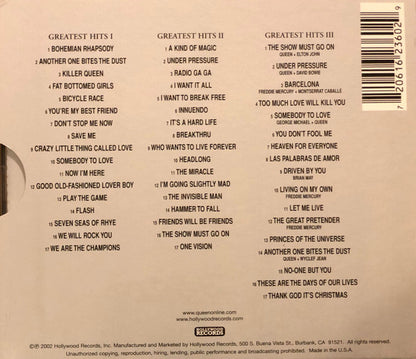 GREATEST HITS I
1 BOHEMIAN RHAPSODY
2 ANOTHER ONE BITES THE DUST
3 KILLER QUEEN
4 FAT BOTTOMED GIRLS
5 BICYCLE RACE
6 YOU'RE MY BEST FRIEND
7 DON'T STOP ME NOW
8 SAVE ME
9 CRAZY LITTLE THING CALLED LOVE
10 SOMEBODY TO LOVE
11 NOW I'M HERE
12 GOOD OLD-FASHIONED LOVER BOY
13 PLAY THE GAME
14 FLASH
15 SEVEN SEAS OF RHYE
16 WE WILL ROCK YOU
17 WE ARE THE CHAMPIONS
GREATEST HITS II
1 A KIND OF MAGIC
2 UNDER PRESSURE
3 RADIO GA GA
4 I WANT IT ALL
5 I WANT TO BREAK FREE
6 INNUENDO
7 IT'S A HARD LIFE
8 BREAKTHRU
9 WHO WANTS TO LIVE FOREVER
10 HEADLONG
11 THE MIRACLE
12 I'M GOING SLIGHTLY MAD
13 THE INVISIBLE MAN
14 HAMMER TO FALL
15 FRIENDS WILL BE FRIENDS
16 THE SHOW MUST GO ON
17 ONE VISION
GREATEST HITS III
1 THE SHOW MUST GO ON
QUEEN + ELTON JOHN
2 UNDER PRESSURE
QUEEN + DAVID BOWIE
3 BARCELONA
FREDDIE MERCURY + MONTSERRAT CABALLÉ
4 TOO MUCH LOVE WILL KILL YOU
5 SOMEBODY TO LOVE
GEORGE MICHAEL + QUEEN
6 YOU DON'T FOOL ME
7 HEAVEN FOR EVERYONE
8 LAS PALABRAS DE AMOR
9 DRIVEN BY YOU
BRIAN MAY
10 LIVING ON MY OWN
FREDDIE MERCURY
11 LET ME LIVE
12 THE GREAT PRETENDER
FREDDIE MERCURY
13 PRINCES OF THE UNIVERSE
14 ANOTHER ONE BITES THE DUST
QUEEN + WYCLEF JEAN
15 NO-ONE BUT YOU
16 THESE ARE THE DAYS OF OUR LIVES
17 THANK GOD IT'S CHRISTMAS
7 20616 23602 9
www.queenonline.com
www.hollywoodrecords.com
HOLLYWOOD
RECORDS
©℗ 2002 Hollywood Records, Inc. Manufactured and Marketed by Hollywood Records, 500 S. Buena Vista St., Burbank, CA 91521. All rights reserved.
Unauthorized reproduction, hiring, lending, public performance and broadcasting prohibited. Made in the U.S.A.